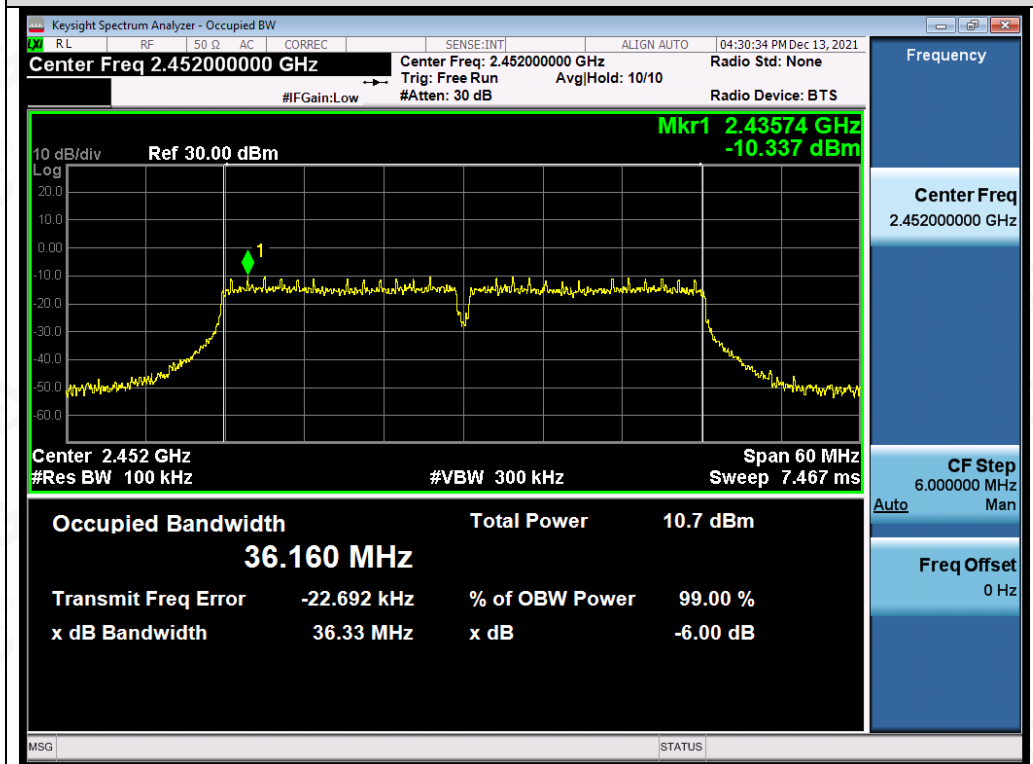 Keysight Spectrum Analyzer - Occupied BW
LXI RL RF 50 Ω AC CORREC SENSE:INT ALIGN AUTO 04:30:34 PM Dec 13, 2021
Center Freq 2.452000000 GHz Center Freq: 2.452000000 GHz Radio Std: None
Trig: Free Run Avg|Hold: 10/10
#IFGain:Low #Atten: 30 dB Radio Device: BTS
Frequency
Mkr1 2.43574 GHz
10 dB/div Ref 30.00 dBm -10.337 dBm
Log
20.0
10.0
0.00
1
-10.0
-20.0
-30.0
-40.0
-50.0
-60.0
Center 2.452 GHz Span 60 MHz
#Res BW 100 kHz #VBW 300 kHz Sweep 7.467 ms
Center Freq
2.452000000 GHz
CF Step
6.000000 MHz
Auto Man
Freq Offset
0 Hz
Occupied Bandwidth Total Power 10.7 dBm
36.160 MHz
Transmit Freq Error -22.692 kHz % of OBW Power 99.00 %
x dB Bandwidth 36.33 MHz x dB -6.00 dB
MSG STATUS